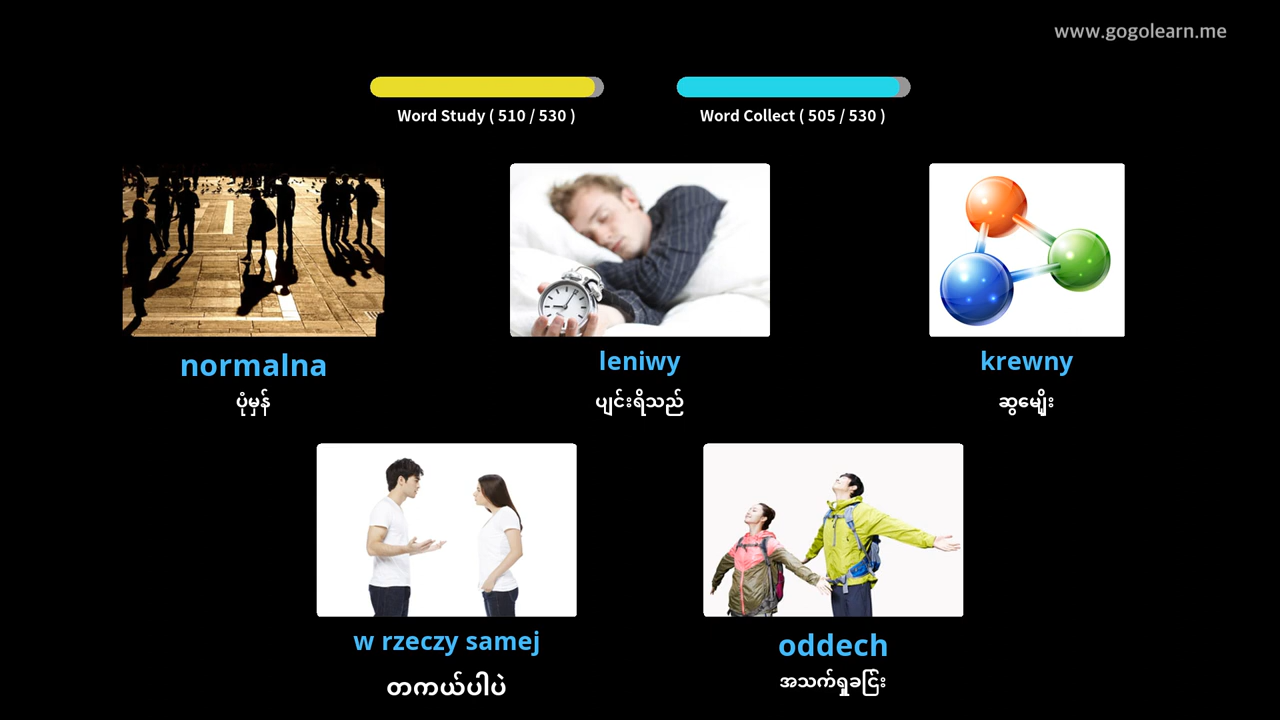 www.gogolearn.me
Word Study ( 510 / 530 )
Word Collect ( 505 / 530 )
normalna
ပုံမှန်
leniwy
ပျင်းရိသည်
krewny
ဆွေမျိုး
w rzeczy samej
တကယ်ပါပဲ
oddech
အသက်ရှူခြင်း